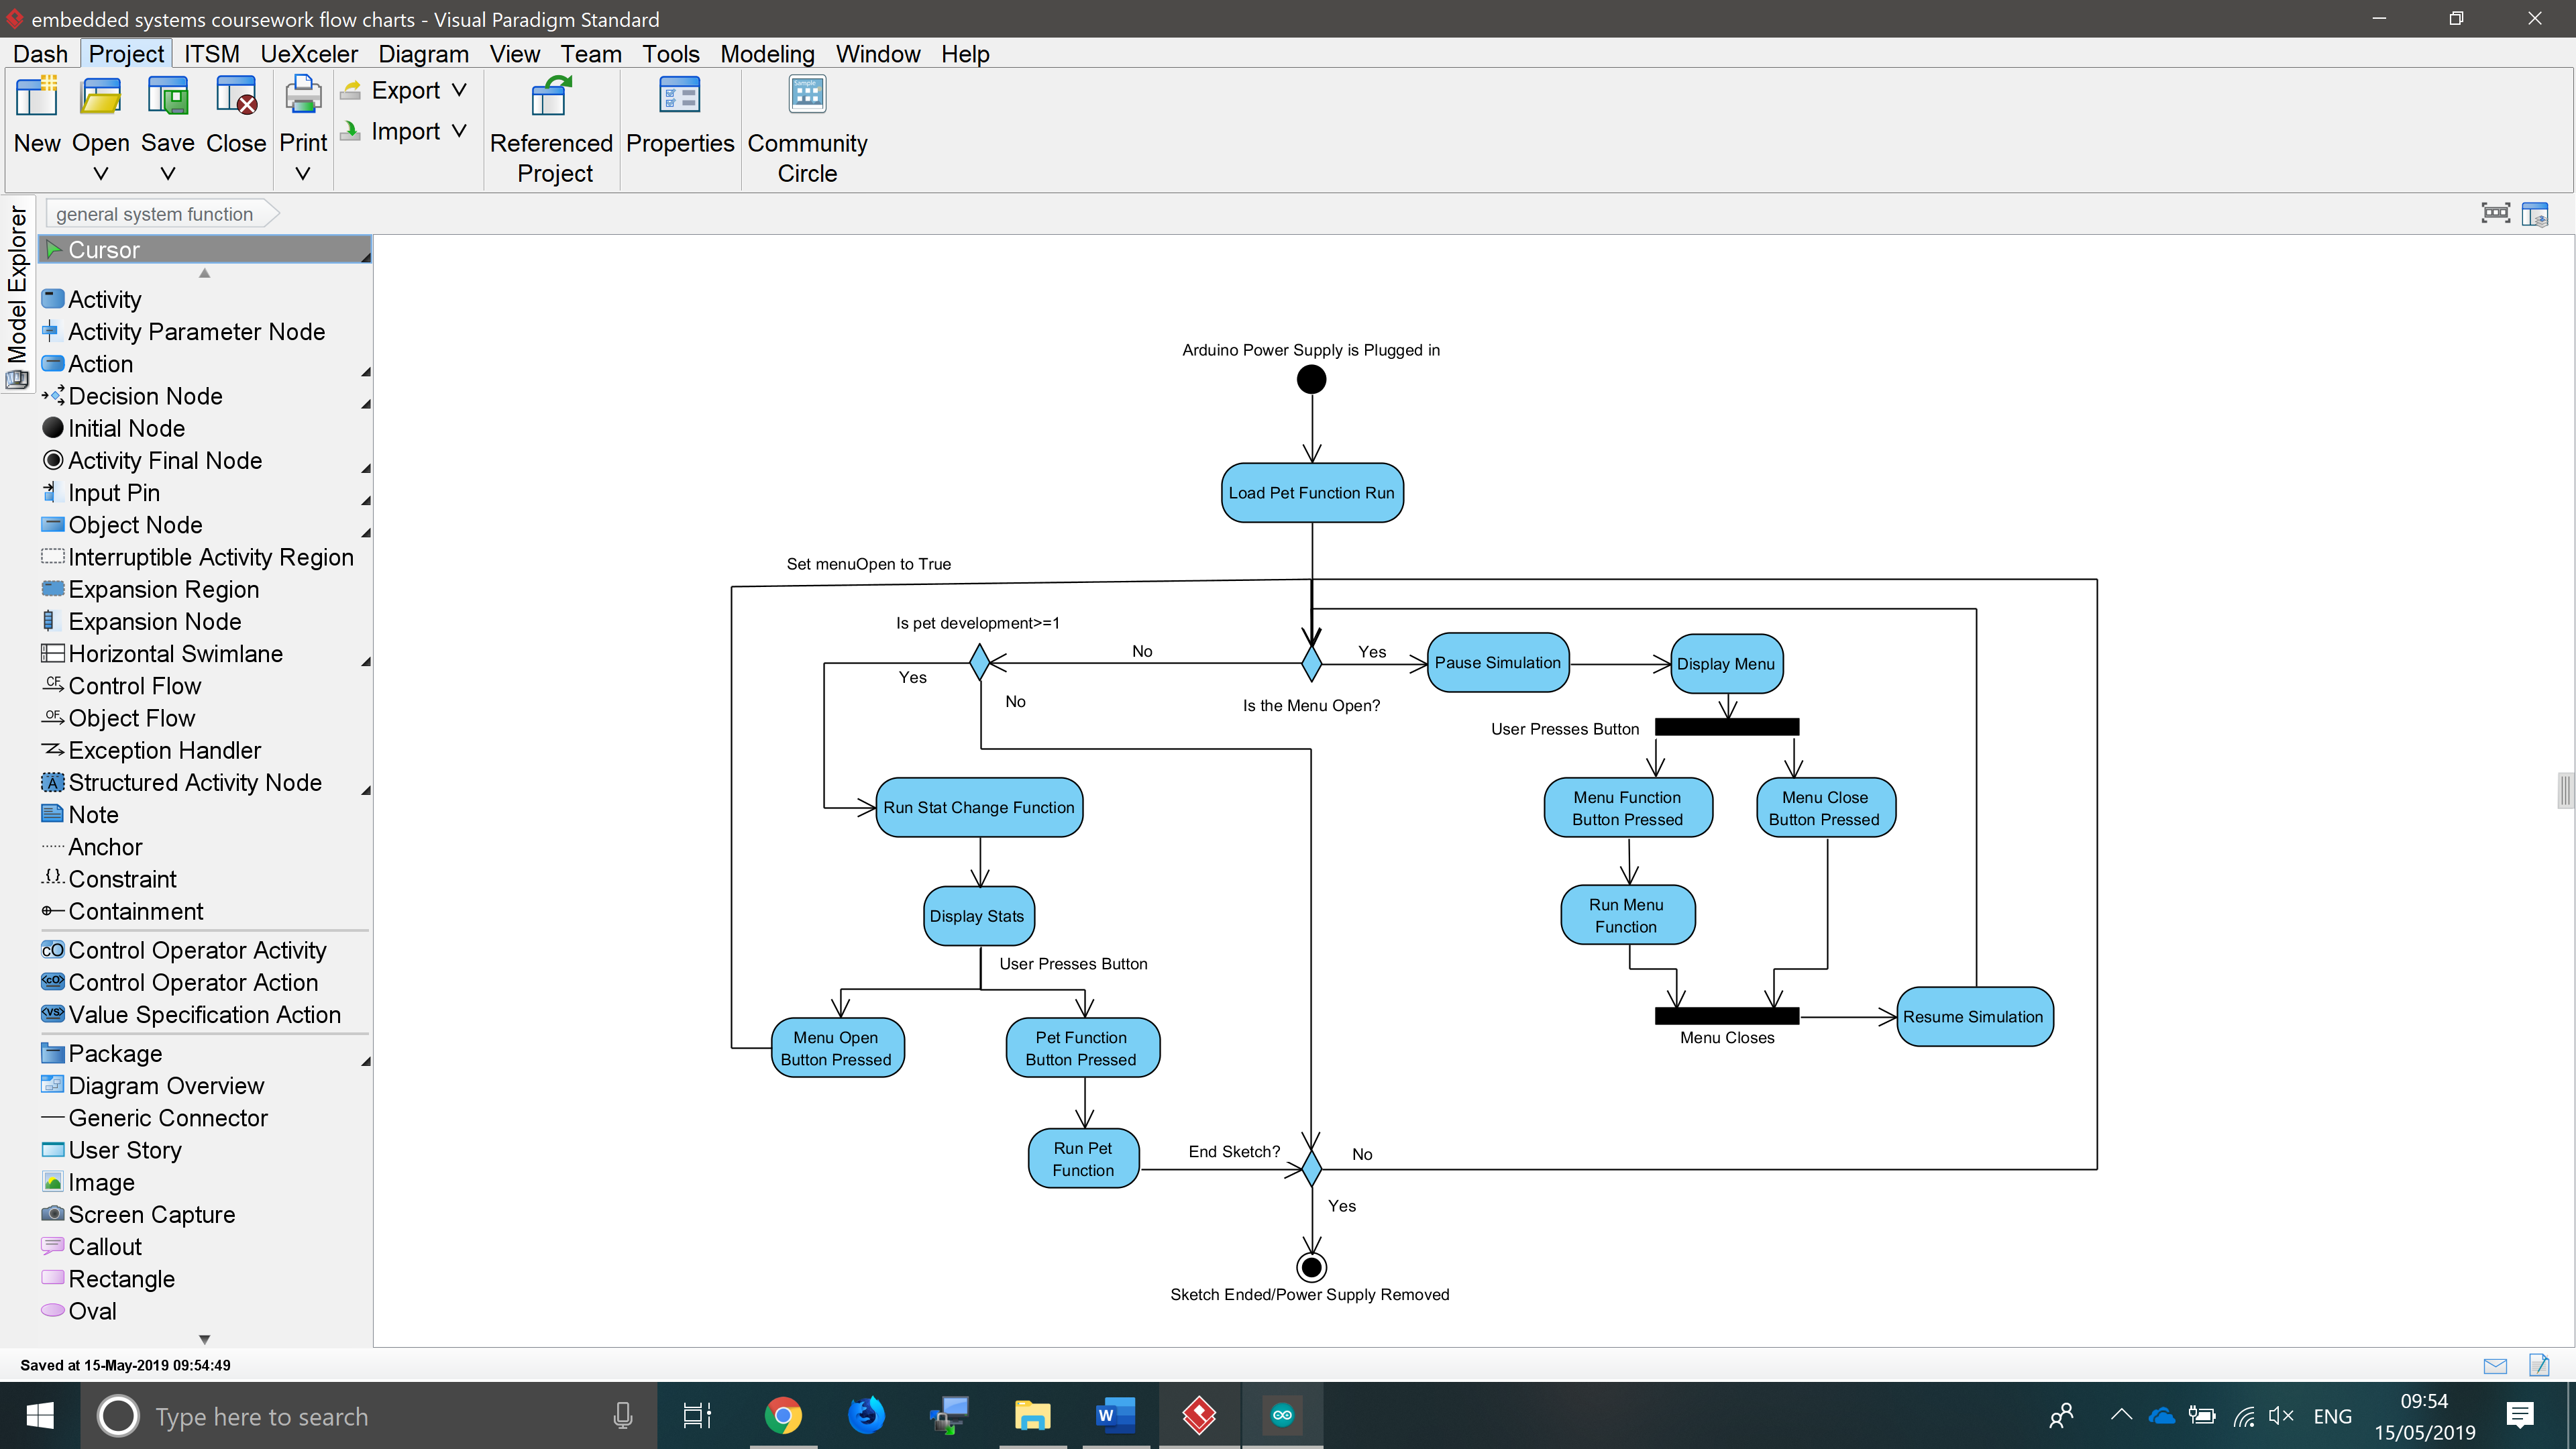 embedded systems coursework flow charts - Visual Paradigm Standard
Dash Project ITSM UeXceler Diagram View Team Tools Modeling Window Help
New Open Save Close Print
Export
Import
Referenced
Project
Properties
Community
Circle
general system function
Model Explorer
Cursor
Activity
Activity Parameter Node
Action
Decision Node
Initial Node
Activity Final Node
Input Pin
Object Node
Interruptible Activity Region
Expansion Region
Expansion Node
Horizontal Swimlane
Control Flow
Object Flow
Exception Handler
Structured Activity Node
Note
Anchor
Constraint
Containment
Control Operator Activity
Control Operator Action
Value Specification Action
Package
Diagram Overview
Generic Connector
User Story
Image
Screen Capture
Callout
Rectangle
Oval
Arduino Power Supply is Plugged in
Load Pet Function Run
Set menuOpen to True
Is pet development>=1
No
Yes
Pause Simulation
Display Menu
Yes
No
Is the Menu Open?
User Presses Button
Run Stat Change Function
Menu Function
Button Pressed
Menu Close
Button Pressed
Display Stats
Run Menu
Function
User Presses Button
Menu Open
Button Pressed
Pet Function
Button Pressed
Resume Simulation
Menu Closes
Run Pet
Function
End Sketch?
No
Yes
Sketch Ended/Power Supply Removed
Saved at 15-May-2019 09:54:49
Type here to search
ENG
09:54
15/05/2019